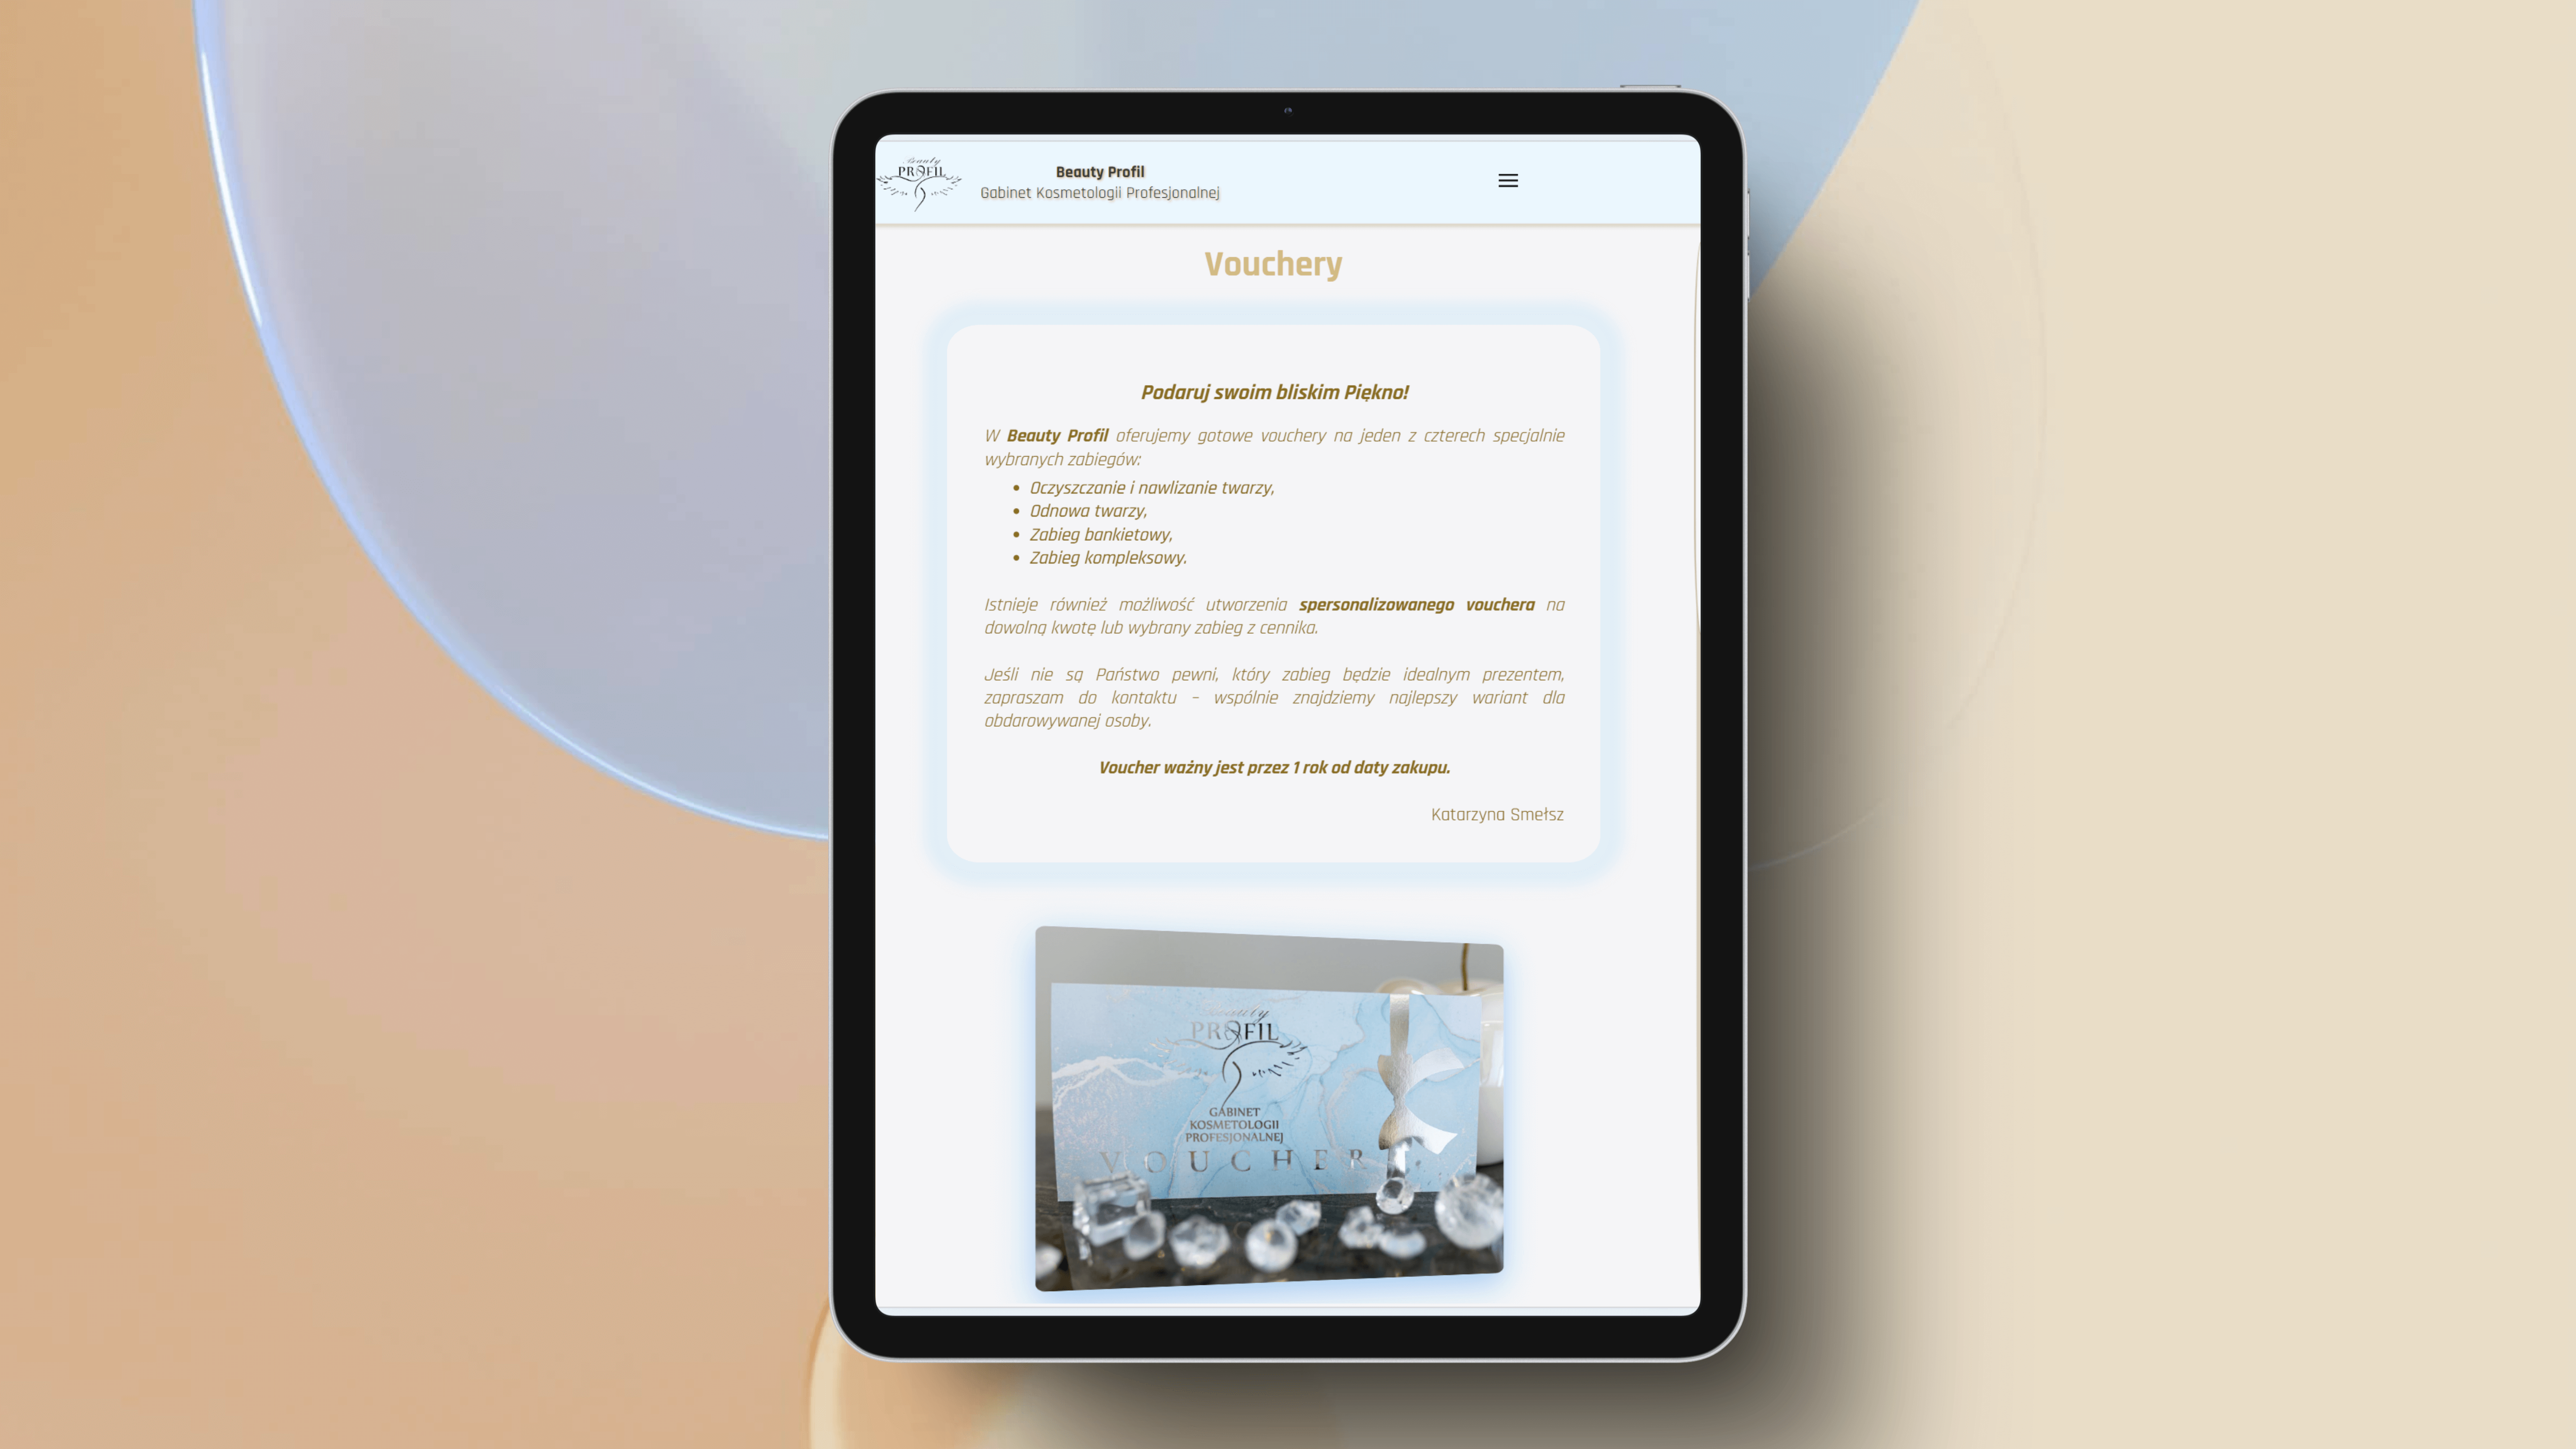 Beauty
PROFIL
Beauty Profil
Gabinet Kosmetologii Profesjonalnej
Vouchery
Podaruj swoim bliskim Piękno!
W Beauty Profil oferujemy gotowe vouchery na jeden z czterech specjalnie
wybranych zabiegów:
• Oczyszczanie i nawlizanie twarzy,
• Odnowa twarzy,
• Zabieg bankietowy,
• Zabieg kompleksowy.
Istnieje również możliwość utworzenia spersonalizowanego vouchera na
dowolną kwotę lub wybrany zabieg z cennika.
Jeśli nie są Państwo pewni, który zabieg będzie idealnym prezentem,
zapraszam do kontaktu – wspólnie znajdziemy najlepszy wariant dla
obdarowywanej osoby.
Voucher ważny jest przez 1 rok od daty zakupu.
Katarzyna Smełsz
Beauty
PROFIL
GABINET
KOSMETOLOGII
PROFESJONALNEJ
VOUCHER